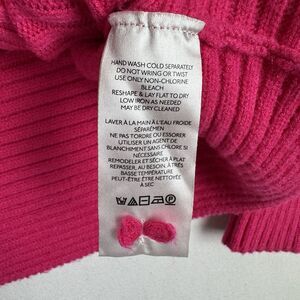 HAND WASH COLD SEPARATELY
DO NOT WRING OR TWIST
USE ONLY NON-CHLORINE
BLEACH
RESHAPE & LAY FLAT TO DRY
LOW IRON AS NEEDED
MAY BE DRY CLEANED
LAVER À LA MAIN À L'EAU FROIDE
SÉPARÉMEN
NE PAS TORDRE OU ESSORER
UTILISER UN AGENT DE
BLANCHIMENT SANS CHLORE SI
NÉCESSAIRE
REMODELER ET SÉCHER À PLAT
REPASSER, AU BESOIN, À TRÈS
BASSE TEMPÉRATURE
PEUT-ÊTRE ÊTRE NETTOYÉE
À SEC